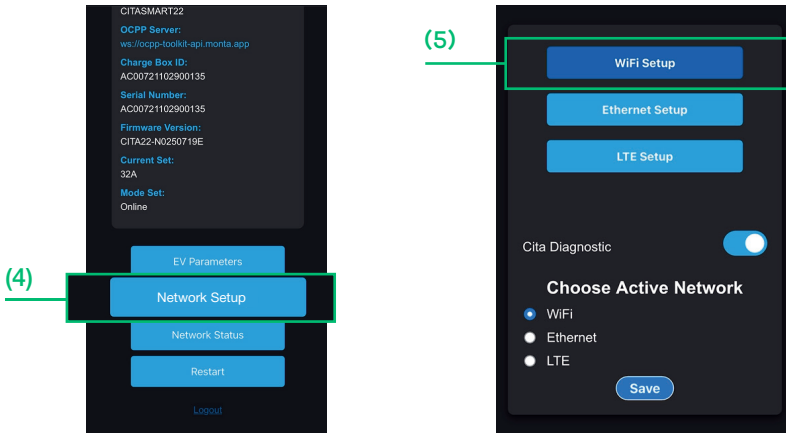 CITASMART22
OCPP Server:
ws://ocpp-toolkit-api.monta.app
Charge Box ID:
AC00721102900135
Serial Number:
AC00721102900135
Firmware Version:
CITA22-N0250719E
Current Set:
32A
Mode Set:
Online
EV Parameters
(4)
Network Setup
Network Status
Restart
Logout
(5)
WiFi Setup
Ethernet Setup
LTE Setup
Cita Diagnostic
Choose Active Network
WiFi
Ethernet
LTE
Save